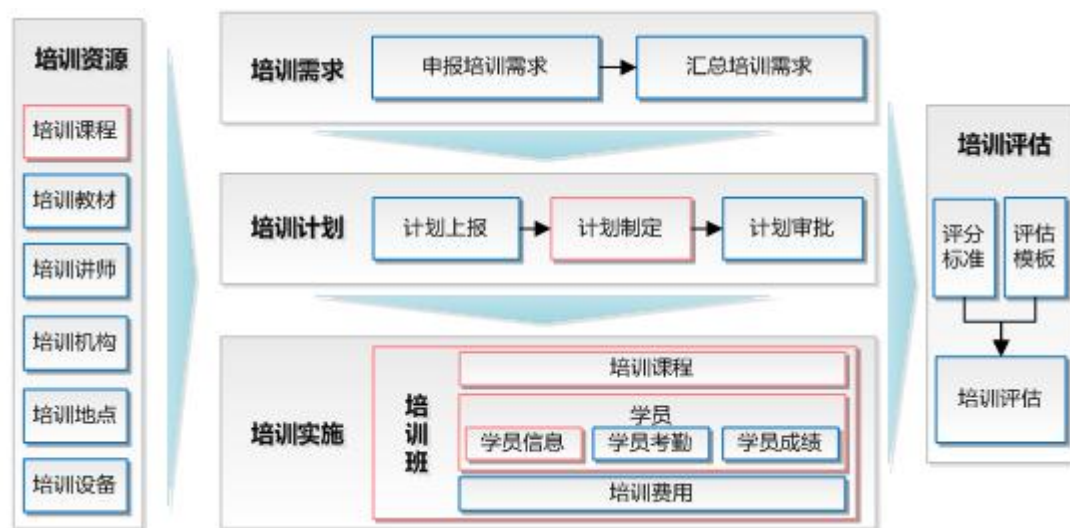 培训资源
培训课程
培训教材
培训讲师
培训机构
培训地点
培训设备
培训需求
申报培训需求
汇总培训需求
培训计划
计划上报
计划制定
计划审批
培训实施
培训班
培训课程
学员
学员信息
学员考勤
学员成绩
培训费用
培训评估
评分
标准
评估
模板
培训评估